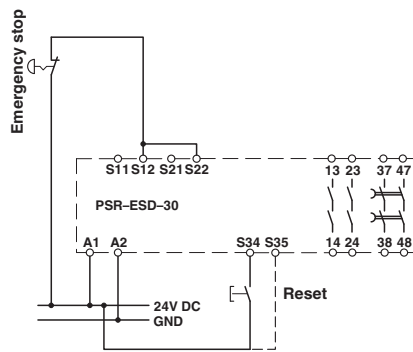 Emergency stop
S11 S12 S21 S22
13 23 37 47
PSR–ESD–30
14 24 38 48
A1 A2 S34 S35
Reset
24V DC
GND